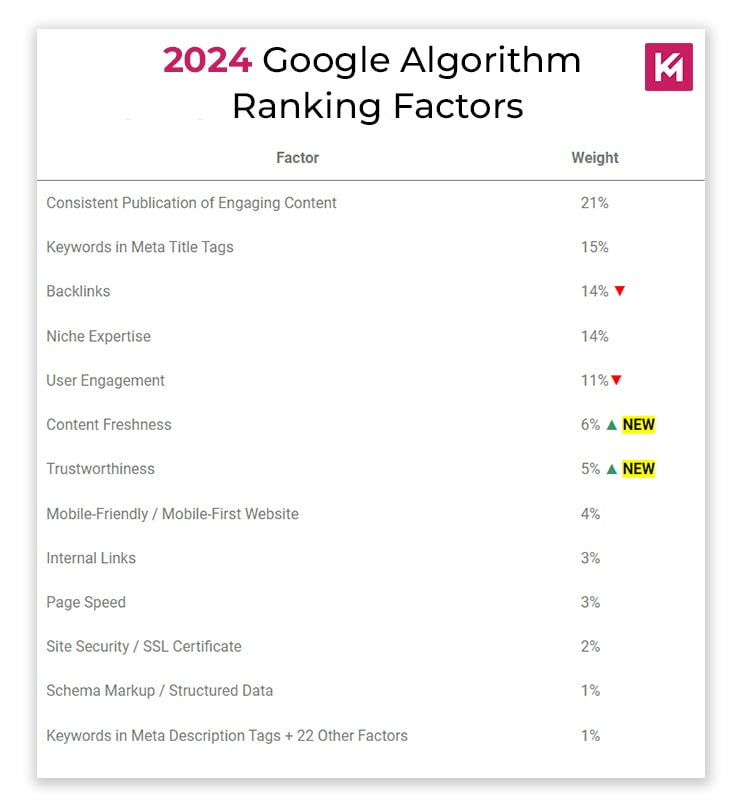 2024 Google Algorithm
Ranking Factors
Factor Weight
Consistent Publication of Engaging Content 21%
Keywords in Meta Title Tags 15%
Backlinks 14% ▼
Niche Expertise 14%
User Engagement 11% ▼
Content Freshness 6% ▲ NEW
Trustworthiness 5% ▲ NEW
Mobile-Friendly / Mobile-First Website 4%
Internal Links 3%
Page Speed 3%
Site Security / SSL Certificate 2%
Schema Markup / Structured Data 1%
Keywords in Meta Description Tags + 22 Other Factors 1%